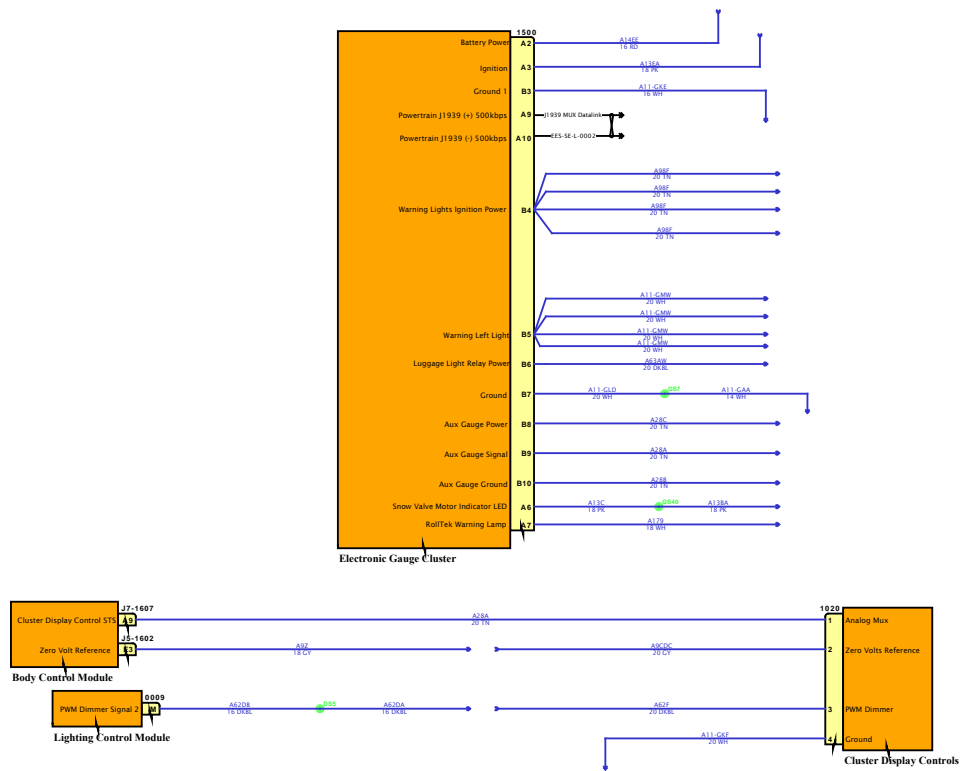 1500
Battery Power A2 A14EE
16 RD
Ignition A3 A13EA
18 PK
Ground 1 B3 A11-GKE
16 WH
Powertrain J1939 (+) 500kbps A9 J1939 MUX Datalink
Powertrain J1939 (-) 500kbps A10 EES-SE-L-0002
A98F
20 TN
A98F
20 TN
Warning Lights Ignition Power B4 A98F
20 TN
A98F
20 TN
A11-GMW
20 WH
A11-GMW
20 WH
Warning Left Light B5 A11-GMW
20 WH
A11-GMW
20 WH
Luggage Light Relay Power B6 A63AW
20 DKBL
Ground B7 A11-GLD GS7 A11-GAA
20 WH 14 WH
Aux Gauge Power B8 A28C
20 TN
Aux Gauge Signal B9 A28A
20 TN
Aux Gauge Ground B10 A28B
20 TN
Snow Valve Motor Indicator LED A6 A13C GS40 A13BA
18 PK 18 PK
RollTek Warning Lamp A7 A179
18 WH
Electronic Gauge Cluster
J7-1607 1020
Cluster Display Control STS A9 A28A 1 Analog Mux
20 TN
J5-1602
Zero Volt Reference E3 A9Z A9CDC 2 Zero Volts Reference
18 GY 20 GY
Body Control Module
0009
PWM Dimmer Signal 2 M A62DB DS5 A62DA A62F 3 PWM Dimmer
16 DKBL 16 DKBL 20 DKBL
Lighting Control Module
A11-GKF 4 Ground
20 WH
Cluster Display Controls